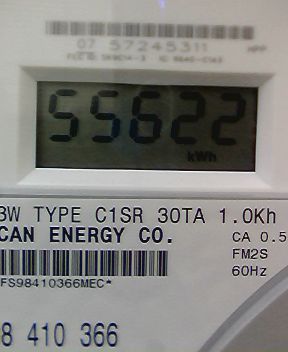 07 57245311
55622
kWh
3W TYPE C1SR 30TA 1.0Kh
CAN ENERGY CO.
CA 0.5
FM2S
60Hz
FS98410366MEC*
8 410 366